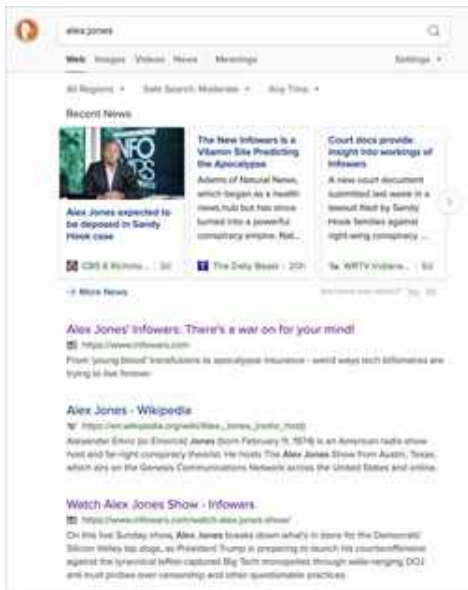 alex jones
Web Images Videos News Meanings Settings
All Regions Safe Search: Moderate Any Time
Recent News
INFO
WARS
Alex Jones expected to
be deposed in Sandy
Hook case
CBS 6 Richmo... 3d
The New Infowars is a
Vitamin Site Predicting
the Apocalypse
Adams of Natural News,
which began as a health
news hub but has since
turned into a powerful
conspiracy empire. Nat...
The Daily Beast 20h
Court docs provide
insight into workings of
Infowars
A new court document
submitted last week in a
lawsuit filed by Sandy
Hook families against
right-wing conspiracy ...
WRTV Indiana... 6d
More News
Alex Jones' Infowars: There's a war on for your mind!
https://www.infowars.com
From 'young blood' transfusions to apocalypse insurance - weird ways tech billionaires are
trying to live forever
Alex Jones - Wikipedia
https://en.wikipedia.org/wiki/Alex_Jones_(radio_host)
Alexander Emric (or Emerick) Jones (born February 11, 1974) is an American radio show
host and far-right conspiracy theorist. He hosts The Alex Jones Show from Austin, Texas,
which airs on the Genesis Communications Network across the United States and online.
Watch Alex Jones Show - Infowars
https://www.infowars.com/watch-alex-jones-show/
On this live Sunday show, Alex Jones breaks down what's in store for the Democrats'
Silicon Valley top dogs, as President Trump is preparing to launch his counteroffensive
against the tyrannical leftist-captured Big Tech monopolies through wide-ranging DOJ
and trust probes over censorship and other questionable practices.